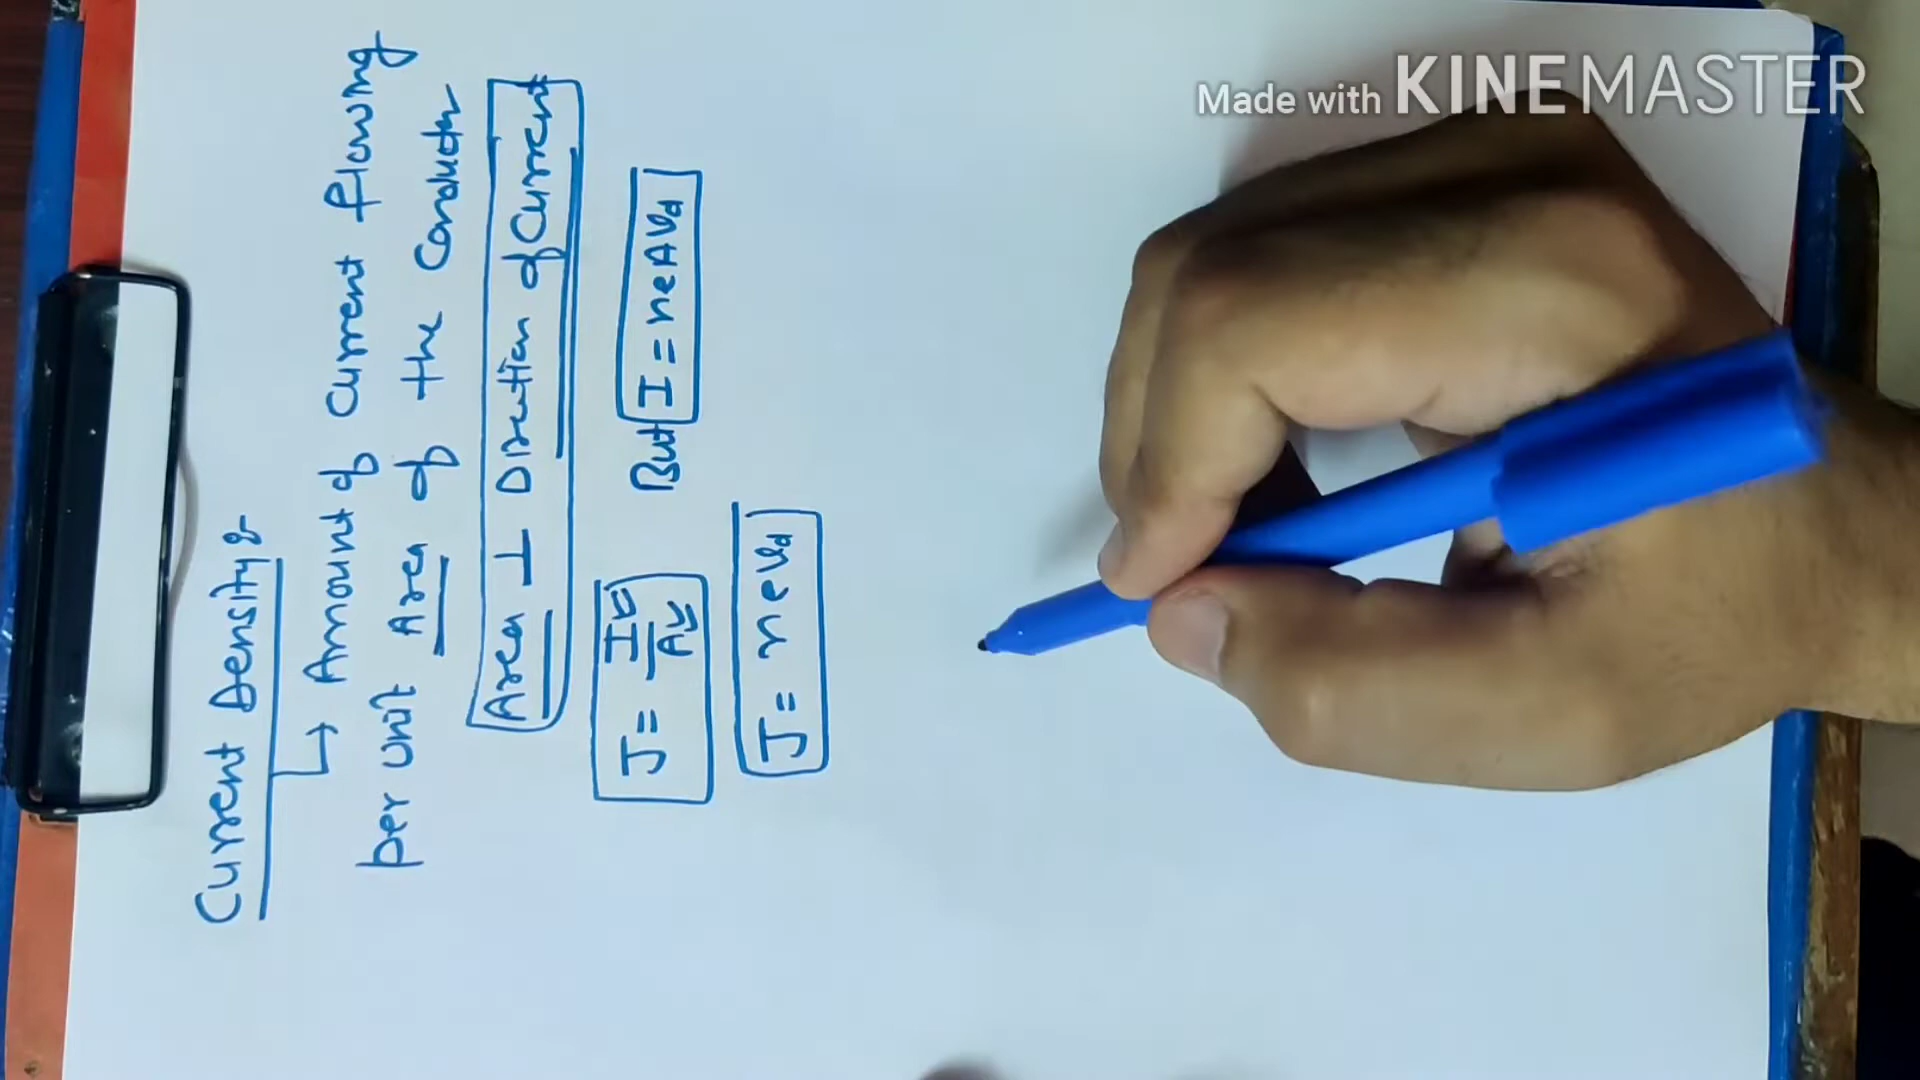 Current Density :-
↳ Amount of current flowing
per unit Area of the Conductor
Area ⊥ Direction of Current
J = I/A But I = neAVd
J = neVd
Made with KINEMASTER